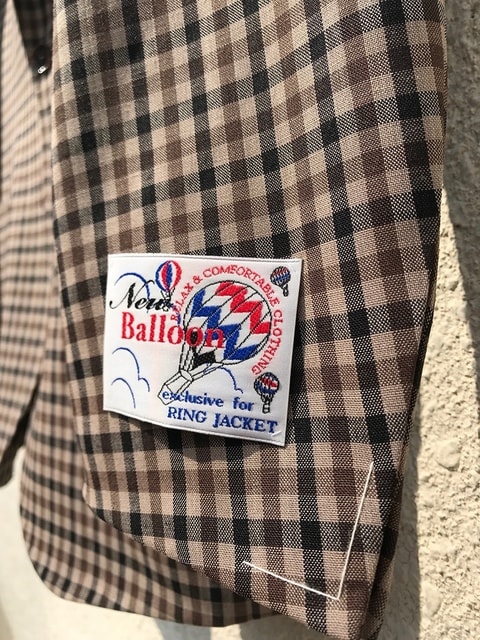 New
Balloon
RELAX & COMFORTABLE CLOTHING
exclusive for
RING JACKET